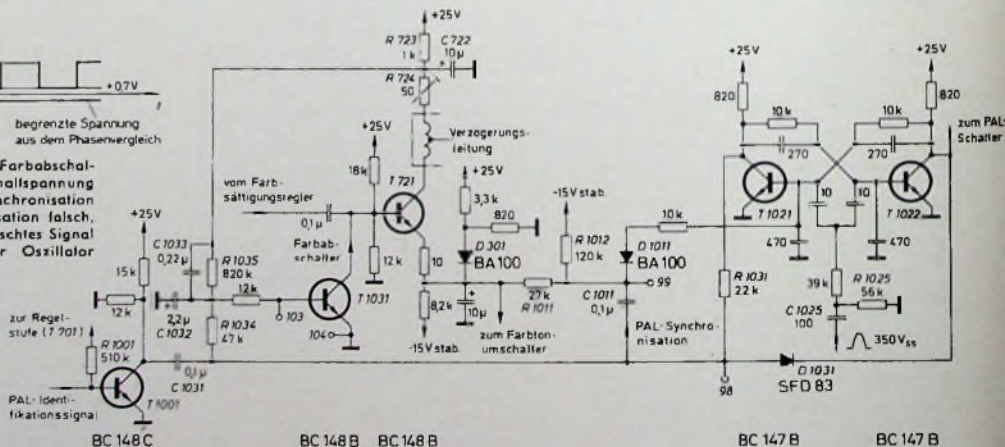 +0,7V
t
begrenzte Spannung
aus dem Phasenvergleich
Farbabschal-
allspannung
nchronisation
sation falsch,
schtes Signal
r Oszillator
+25V
15k
12k
zur Regel-
stufe (T 701)
R 1001
510k
PAL-Identi-
fikationssignal
T 1001
BC 148 C
C 1033
0,22µ
R 1035
820k
2,2µ
C 1032
12k
R 1034
47k
0,1µ
C 1031
103
104
vom Farb-
sättigungsregler
0,1µ
Farbab-
schalter
T 1031
BC 148 B
+25V
18k
12k
+25V
R 723
1k
C 722
10µ
R 724
50
Verzögerungs-
leitung
T 721
BC 148 B
10
8,2k
-15V stab.
+25V
3,3k
820
D 301
BA 100
10µ
27k
R 1011
zum Farbton-
umschalter
-15V stab.
R 1012
120k
10k
D 1011
BA 100
99
C 1011
0,1µ
PAL-Synchro-
nisation
+25V
820
10k
270
T 1021
BC 147 B
470
R 1031
22k
98
D 1031
SFD 83
+25V
820
10k
270
zum PAL-
Schalter
T 1022
BC 147 B
470
10
10
39k
R 1025
56k
C 1025
100
350Vss